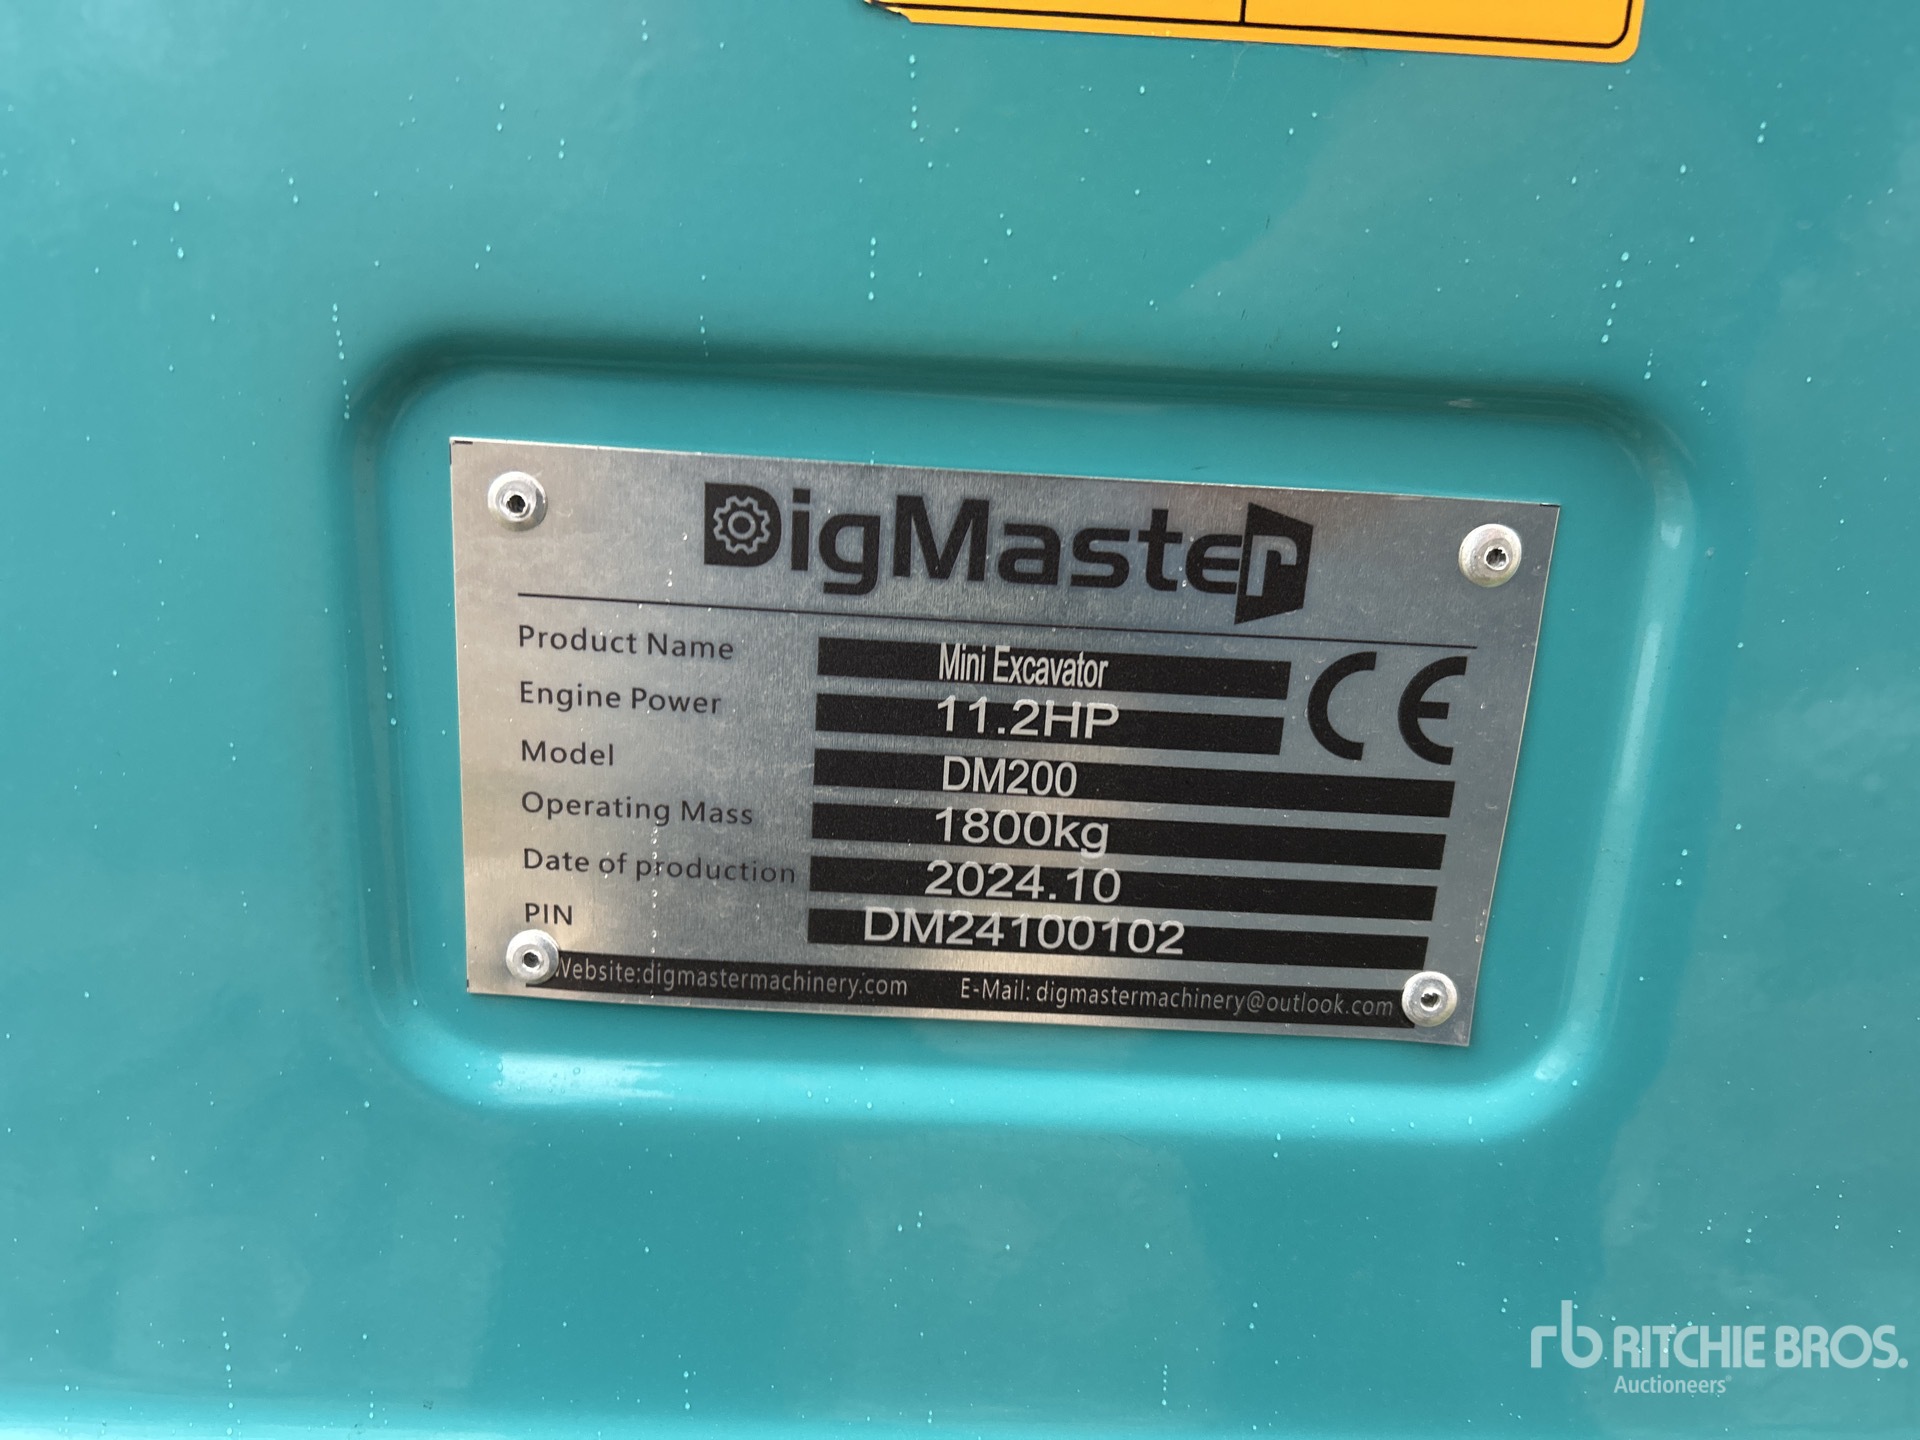 DigMaster
Product Name Mini Excavator
Engine Power 11.2HP
CE
Model DM200
Operating Mass 1800kg
Date of production 2024.10
PIN DM24100102
Website:digmastermachinery.com E-Mail: digmastermachinery@outlook.com
rb RITCHIE BROS.
Auctioneers